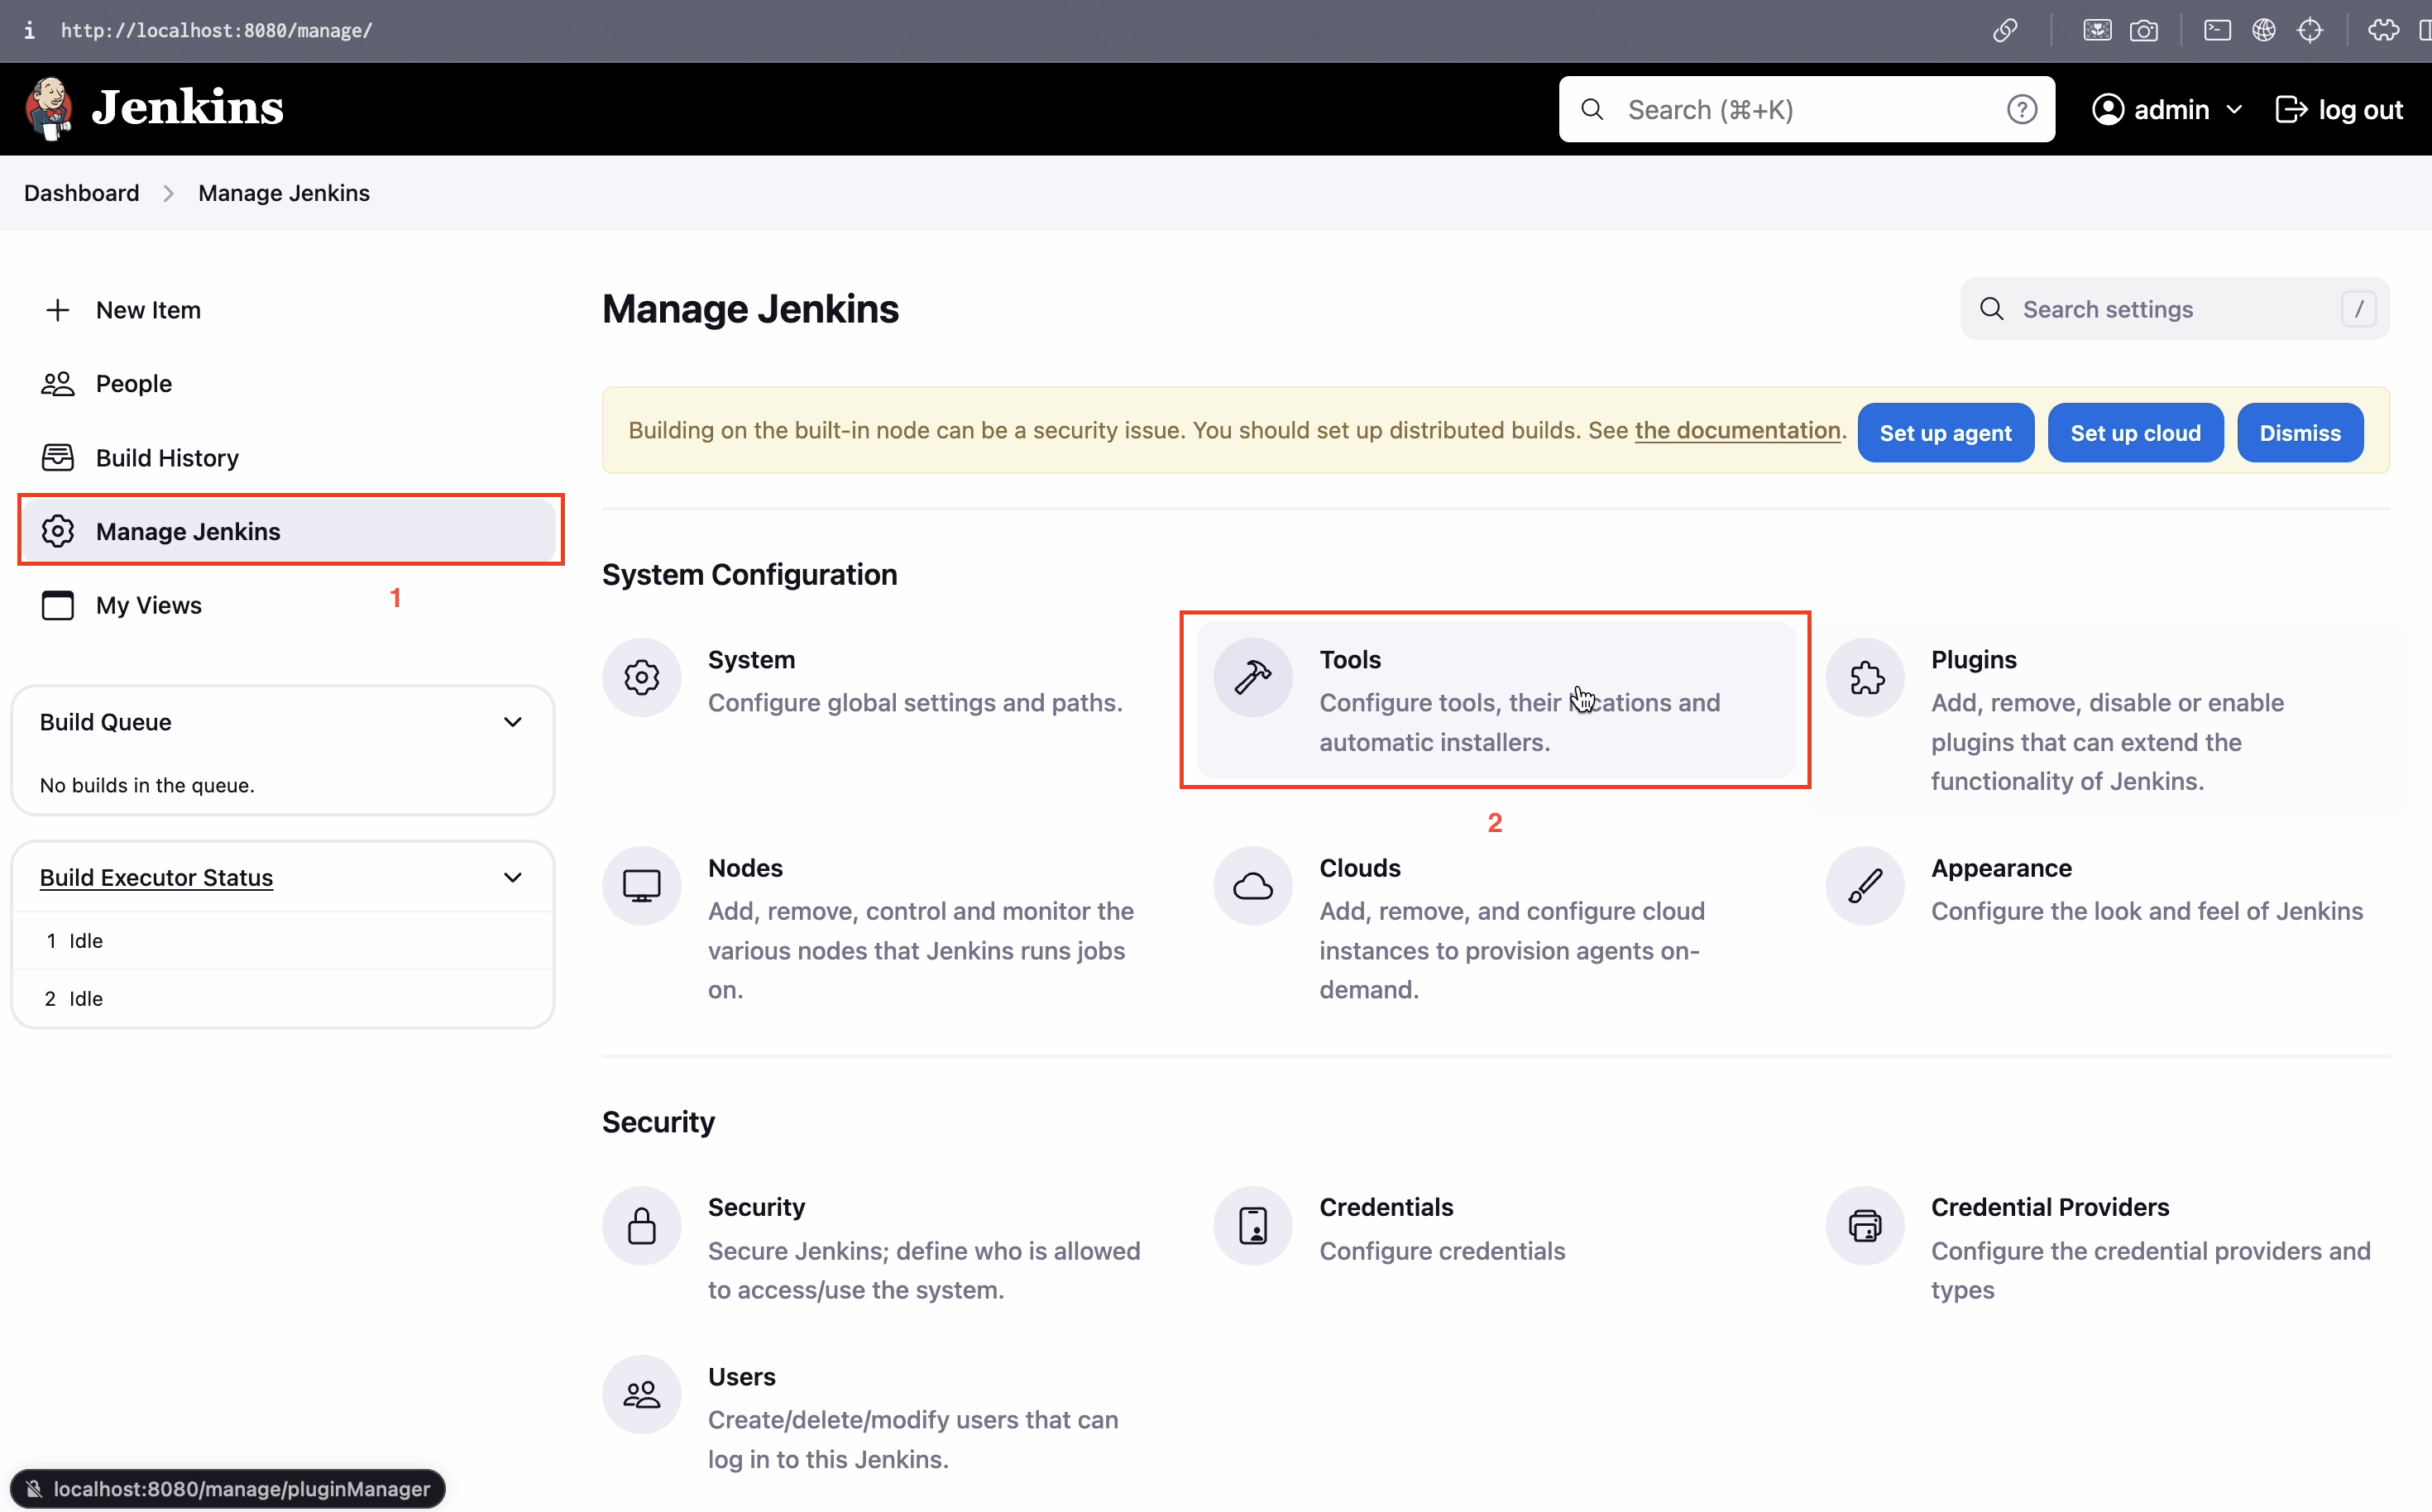 i http://localhost:8080/manage/
Jenkins
Search (⌘+K)
?
admin
log out
Dashboard
Manage Jenkins
New Item
People
Build History
Manage Jenkins
1
My Views
Build Queue
No builds in the queue.
Build Executor Status
1 Idle
2 Idle
Manage Jenkins
Search settings
/
Building on the built-in node can be a security issue. You should set up distributed builds. See the documentation.
Set up agent
Set up cloud
Dismiss
System Configuration
System
Configure global settings and paths.
Tools
Configure tools, their locations and
automatic installers.
2
Plugins
Add, remove, disable or enable
plugins that can extend the
functionality of Jenkins.
Nodes
Add, remove, control and monitor the
various nodes that Jenkins runs jobs
on.
Clouds
Add, remove, and configure cloud
instances to provision agents on-
demand.
Appearance
Configure the look and feel of Jenkins
Security
Security
Secure Jenkins; define who is allowed
to access/use the system.
Credentials
Configure credentials
Credential Providers
Configure the credential providers and
types
Users
Create/delete/modify users that can
log in to this Jenkins.
localhost:8080/manage/pluginManager